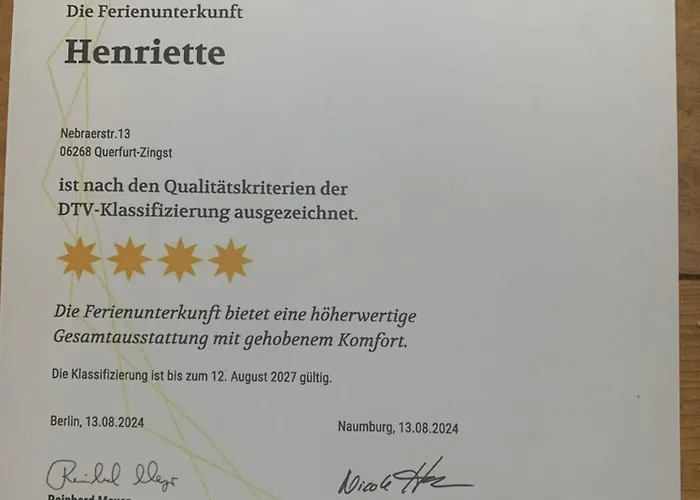 Die Ferienunterkunft
Henriette
Nebraerstr.13
06268 Querfurt-Zingst
ist nach den Qualitätskriterien der
DTV-Klassifizierung ausgezeichnet.
Die Ferienunterkunft bietet eine höherwertige
Gesamtausstattung mit gehobenem Komfort.
Die Klassifizierung ist bis zum 12. August 2027 gültig.
Berlin, 13.08.2024
Naumburg, 13.08.2024
Reinhard Meyer